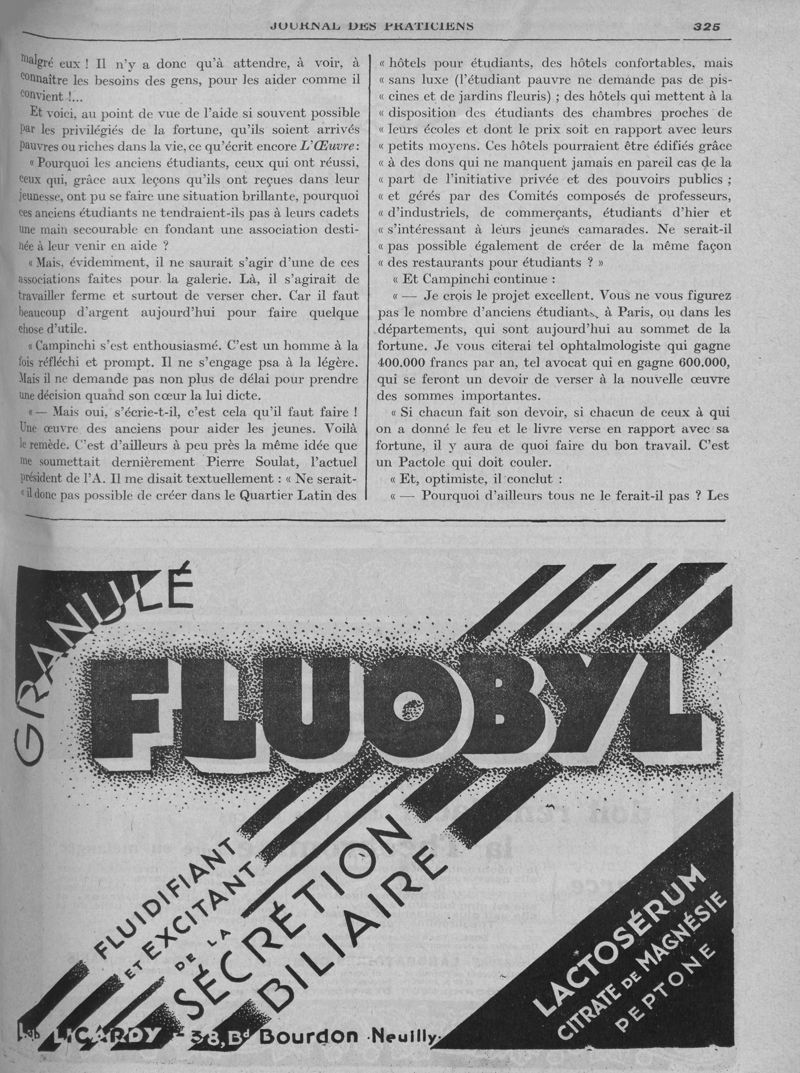 JOURNAL DES PRATICIENS
325
malgré eux ! Il n'y a donc qu'à attendre, à voir, à
connaître les besoins des gens, pour les aider comme il
convient !...
Et voici, au point de vue de l'aide si souvent possible
par les privilégiés de la fortune, qu'ils soient arrivés
pauvres ou riches dans la vie, ce qu'écrit encore L'Œuvre :
« Pourquoi les anciens étudiants, ceux qui ont réussi,
ceux qui, grâce aux leçons qu'ils ont reçues dans leur
jeunesse, ont pu se faire une situation brillante, pourquoi
ces anciens étudiants ne tendraient-ils pas à leurs cadets
une main secourable en fondant une association desti-
née à leur venir en aide ?
« Mais, évidemment, il ne saurait s'agir d'une de ces
associations faites pour la galerie. Là, il s'agirait de
travailler ferme et surtout de verser cher. Car il faut
beaucoup d'argent aujourd'hui pour faire quelque
chose d'utile.
« Campinchi s'est enthousiasmé. C'est un homme à la
fois réfléchi et prompt. Il ne s'engage psa à la légère.
Mais il ne demande pas non plus de délai pour prendre
une décision quand son cœur la lui dicte.
« — Mais oui, s'écrie-t-il, c'est cela qu'il faut faire !
Une œuvre des anciens pour aider les jeunes. Voilà
le remède. C'est d'ailleurs à peu près la même idée que
me soumettait dernièrement Pierre Soulat, l'actuel
président de l'A. Il me disait textuellement : « Ne serait-
« il donc pas possible de créer dans le Quartier Latin des
« hôtels pour étudiants, des hôtels confortables, mais
« sans luxe (l'étudiant pauvre ne demande pas de pis-
« cines et de jardins fleuris) ; des hôtels qui mettent à la
« disposition des étudiants des chambres proches de
« leurs écoles et dont le prix soit en rapport avec leurs
« petits moyens. Ces hôtels pourraient être édifiés grâce
« à des dons qui ne manquent jamais en pareil cas de la
« part de l'initiative privée et des pouvoirs publics ;
« et gérés par des Comités composés de professeurs,
« d'industriels, de commerçants, étudiants d'hier et
« s'intéressant à leurs jeunes camarades. Ne serait-il
« pas possible également de créer de la même façon
« des restaurants pour étudiants ? »
« Et Campinchi continue :
« — Je crois le projet excellent. Vous ne vous figurez
pas le nombre d'anciens étudiants, à Paris, ou dans les
départements, qui sont aujourd'hui au sommet de la
fortune. Je vous citerai tel ophtalmologiste qui gagne
400.000 francs par an, tel avocat qui en gagne 600.000,
qui se feront un devoir de verser à la nouvelle œuvre
des sommes importantes.
« Si chacun fait son devoir, si chacun de ceux à qui
on a donné le feu et le livre verse en rapport avec sa
fortune, il y aura de quoi faire du bon travail. C'est
un Pactole qui doit couler.
« Et, optimiste, il conclut :
« — Pourquoi d'ailleurs tous ne le ferait-il pas ? Les
GRANULÉ
FLUOBYL
FLUIDIFIANT
ET EXCITANT
DE LA
SÉCRÉTION
BILIAIRE
LACTOSÉRUM
CITRATE DE MAGNÉSIE
PEPTONE
Lab LICARDY - 38, Bd Bourdon - Neuilly